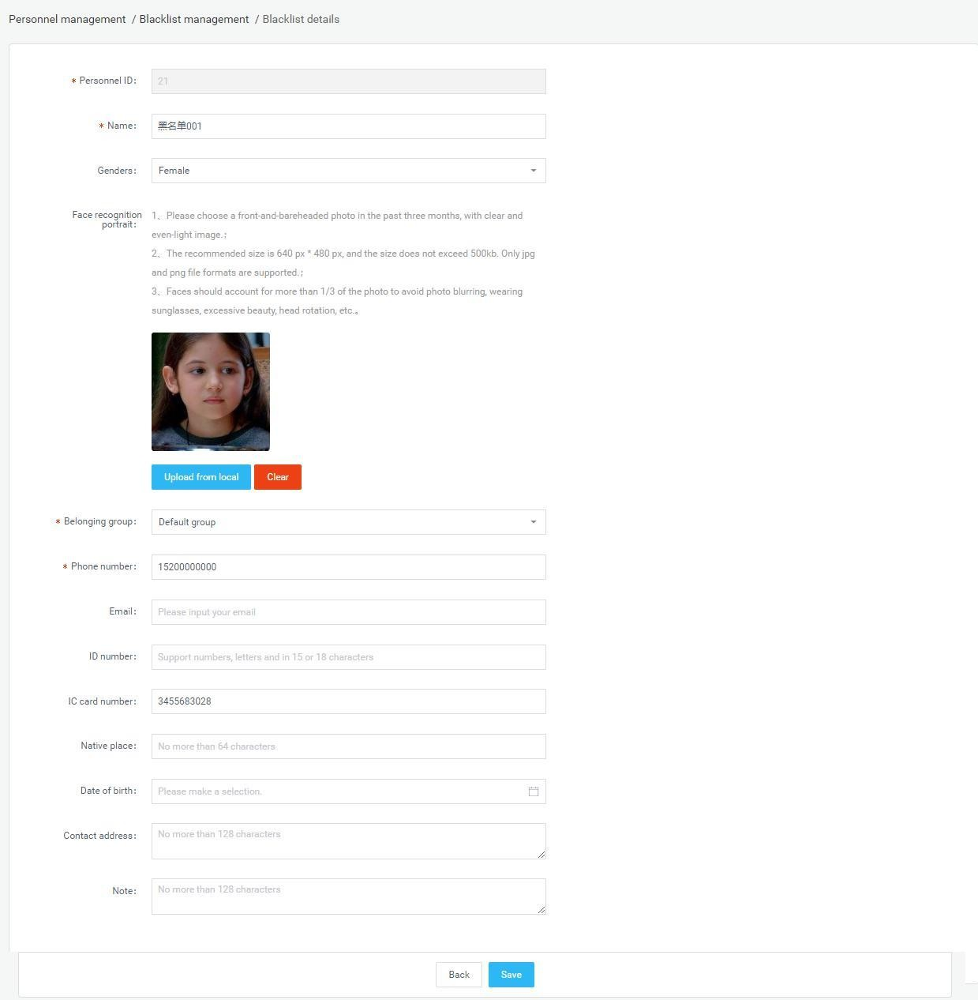 Personnel management / Blacklist management / Blacklist details
* Personnel ID: 21
* Name: 黑名单001
Genders: Female
Face recognition portrait:
1、Please choose a front-and-bareheaded photo in the past three months, with clear and
even-light image.;
2、The recommended size is 640 px * 480 px, and the size does not exceed 500kb. Only jpg
and png file formats are supported.;
3、Faces should account for more than 1/3 of the photo to avoid photo blurring, wearing
sunglasses, excessive beauty, head rotation, etc.。
Upload from local Clear
* Belonging group: Default group
* Phone number: 15200000000
Email: Please input your email
ID number: Support numbers, letters and in 15 or 18 characters
IC card number: 3455683028
Native place: No more than 64 characters
Date of birth: Please make a selection.
Contact address: No more than 128 characters
Note: No more than 128 characters
Back Save